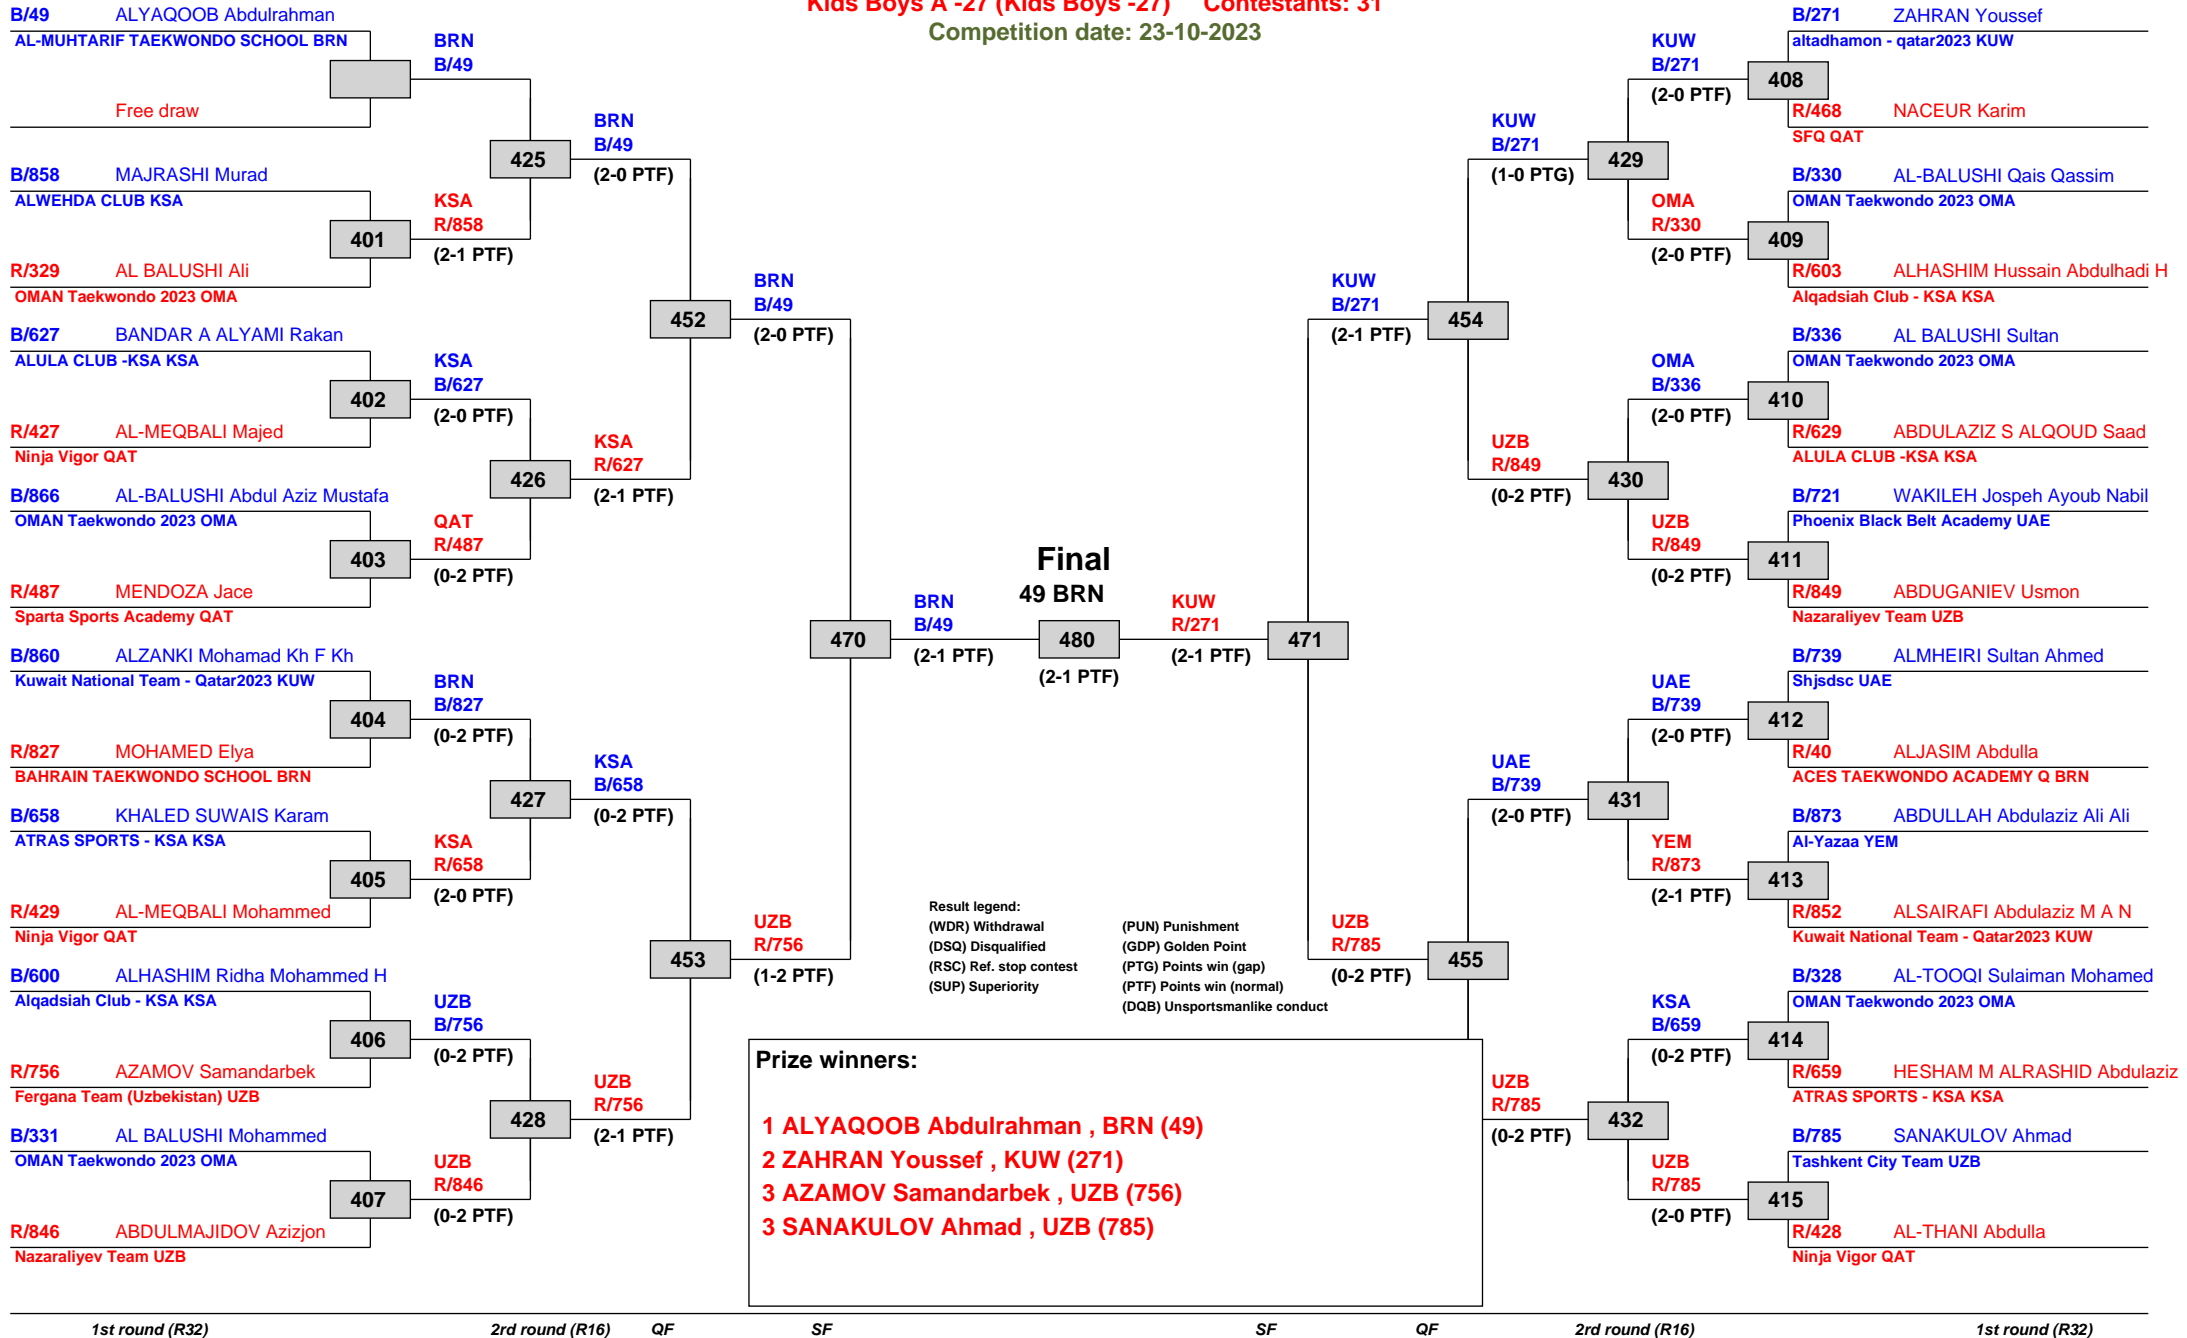 Kids Boys A -27 (Kids Boys -27) Contestants: 31
Competition date: 23-10-2023
B/49 ALYAQOOB Abdulrahman
AL-MUHTARIF TAEKWONDO SCHOOL BRN
Free draw
B/858 MAJRASHI Murad
ALWEHDA CLUB KSA
401
R/329 AL BALUSHI Ali
OMAN Taekwondo 2023 OMA
B/627 BANDAR A ALYAMI Rakan
ALULA CLUB -KSA KSA
402
R/427 AL-MEQBALI Majed
Ninja Vigor QAT
B/866 AL-BALUSHI Abdul Aziz Mustafa
OMAN Taekwondo 2023 OMA
403
R/487 MENDOZA Jace
Sparta Sports Academy QAT
B/860 ALZANKI Mohamad Kh F Kh
Kuwait National Team - Qatar2023 KUW
404
R/827 MOHAMED Elya
BAHRAIN TAEKWONDO SCHOOL BRN
B/658 KHALED SUWAIS Karam
ATRAS SPORTS - KSA KSA
405
R/429 AL-MEQBALI Mohammed
Ninja Vigor QAT
B/600 ALHASHIM Ridha Mohammed H
Alqadsiah Club - KSA KSA
406
R/756 AZAMOV Samandarbek
Fergana Team (Uzbekistan) UZB
B/331 AL BALUSHI Mohammed
OMAN Taekwondo 2023 OMA
407
R/846 ABDULMAJIDOV Azizjon
Nazaraliyev Team UZB
BRN
B/49
425
KSA
R/858
(2-1 PTF)
KSA
B/627
(2-0 PTF)
426
QAT
R/487
(0-2 PTF)
BRN
B/827
(0-2 PTF)
427
KSA
R/658
(2-0 PTF)
UZB
B/756
(0-2 PTF)
428
UZB
R/846
(0-2 PTF)
BRN
B/49
(2-0 PTF)
452
KSA
R/627
(2-1 PTF)
KSA
B/658
(0-2 PTF)
453
UZB
R/756
(2-1 PTF)
BRN
B/49
(2-0 PTF)
470
UZB
R/756
(1-2 PTF)
BRN
B/49
(2-1 PTF)
Final
49 BRN
480
(2-1 PTF)
KUW
R/271
(2-1 PTF)
471
KUW
B/271
(2-1 PTF)
454
UZB
R/785
(0-2 PTF)
455
KUW
B/271
(1-0 PTG)
429
UZB
R/849
(0-2 PTF)
430
UAE
B/739
(2-0 PTF)
431
UZB
R/785
(0-2 PTF)
432
KUW
B/271
(2-0 PTF)
408
OMA
R/330
(2-0 PTF)
409
OMA
B/336
(2-0 PTF)
410
UZB
R/849
(0-2 PTF)
411
UAE
B/739
(2-0 PTF)
412
YEM
R/873
(2-1 PTF)
413
KSA
B/659
(0-2 PTF)
414
UZB
R/785
(2-0 PTF)
415
B/271 ZAHRAN Youssef
altadhamon - qatar2023 KUW
R/468 NACEUR Karim
SFQ QAT
B/330 AL-BALUSHI Qais Qassim
OMAN Taekwondo 2023 OMA
R/603 ALHASHIM Hussain Abdulhadi H
Alqadsiah Club - KSA KSA
B/336 AL BALUSHI Sultan
OMAN Taekwondo 2023 OMA
R/629 ABDULAZIZ S ALQOUD Saad
ALULA CLUB -KSA KSA
B/721 WAKILEH Jospeh Ayoub Nabil
Phoenix Black Belt Academy UAE
R/849 ABDUGANIEV Usmon
Nazaraliyev Team UZB
B/739 ALMHEIRI Sultan Ahmed
Shjsdsc UAE
R/40 ALJASIM Abdulla
ACES TAEKWONDO ACADEMY Q BRN
B/873 ABDULLAH Abdulaziz Ali Ali
Al-Yazaa YEM
R/852 ALSAIRAFI Abdulaziz M A N
Kuwait National Team - Qatar2023 KUW
B/328 AL-TOOQI Sulaiman Mohamed
OMAN Taekwondo 2023 OMA
R/659 HESHAM M ALRASHID Abdulaziz
ATRAS SPORTS - KSA KSA
B/785 SANAKULOV Ahmad
Tashkent City Team UZB
R/428 AL-THANI Abdulla
Ninja Vigor QAT
Result legend:
(WDR) Withdrawal (PUN) Punishment
(DSQ) Disqualified (GDP) Golden Point
(RSC) Ref. stop contest (PTG) Points win (gap)
(SUP) Superiority (PTF) Points win (normal)
(DQB) Unsportsmanlike conduct
Prize winners:
1 ALYAQOOB Abdulrahman , BRN (49)
2 ZAHRAN Youssef , KUW (271)
3 AZAMOV Samandarbek , UZB (756)
3 SANAKULOV Ahmad , UZB (785)
1st round (R32) 2rd round (R16) QF SF SF QF 2rd round (R16) 1st round (R32)